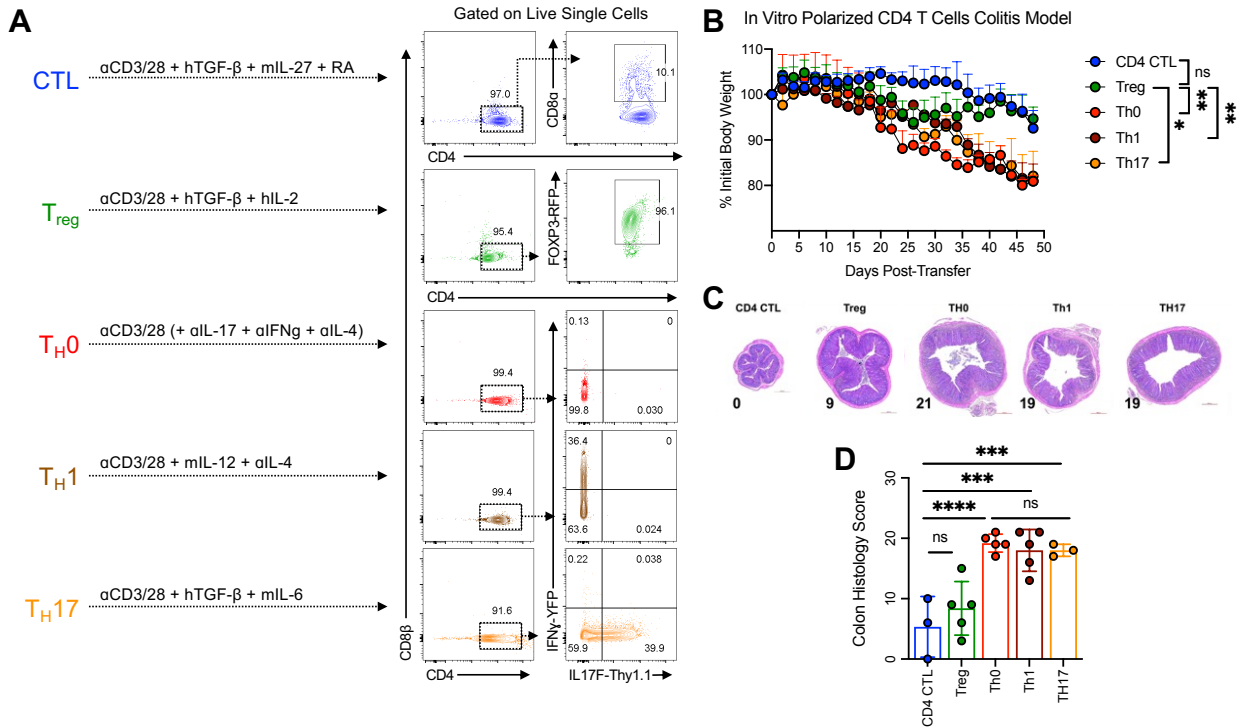 A
Gated on Live Single Cells
CTL
αCD3/28 + hTGF-β + mIL-27 + RA
97.0
CD8α
10.1
CD4
Treg
αCD3/28 + hTGF-β + hIL-2
95.4
FOXP3-RFP
96.1
CD4
TH0
αCD3/28 (+ αIL-17 + αIFNg + αIL-4)
99.4
0.13
0
99.8
0.030
TH1
αCD3/28 + mIL-12 + αIL-4
99.4
36.4
0
63.6
0.024
TH17
αCD3/28 + hTGF-β + mIL-6
91.6
0.22
0.038
59.9
39.9
CD8β
IFNγ-YFP
CD4
IL17F-Thy1.1
B
In Vitro Polarized CD4 T Cells Colitis Model
% Initial Body Weight
110
100
90
80
0
5
10
15
20
25
30
35
40
45
50
Days Post-Transfer
CD4 CTL
Treg
Th0
Th1
Th17
ns
**
*
**
C
CD4 CTL
Treg
TH0
Th1
TH17
0
9
21
19
19
D
Colon Histology Score
30
20
10
0
***
***
****
ns
ns
CD4 CTL
Treg
Th0
Th1
TH17